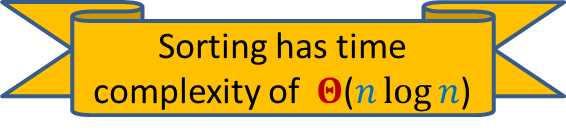 Sorting has time
complexity of Θ(n log n)